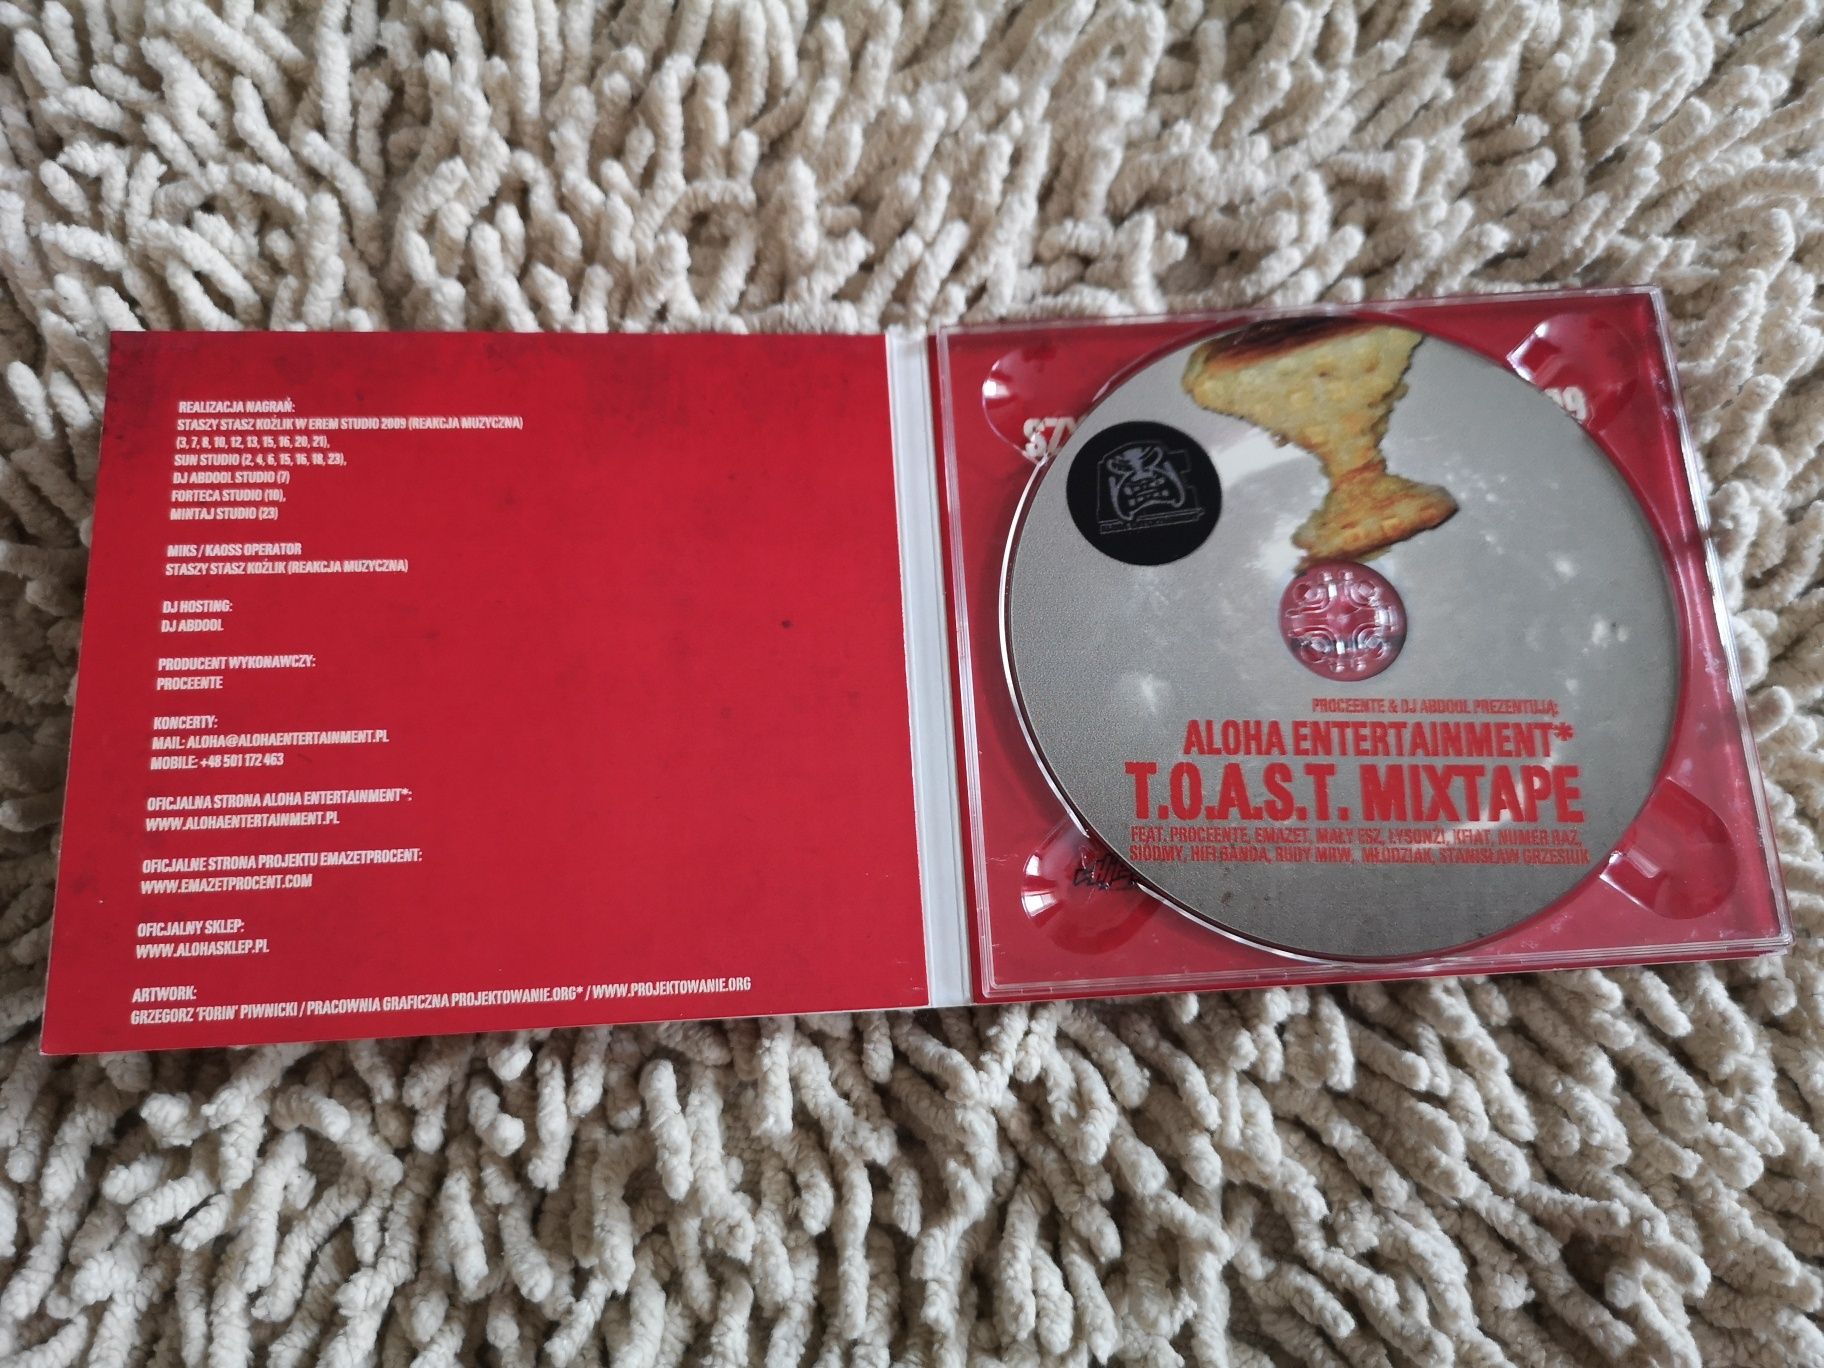 REALIZACJA NAGRAŃ:
STASZY STASZ KOŹLIK W EREM STUDIO 2009 (REAKCJA MUZYCZNA)
(3, 7, 8, 10, 12, 13, 15, 16, 20, 21),
SUN STUDIO (2, 4, 6, 15, 16, 18, 23),
DJ ABDOOL STUDIO (7)
FORTECA STUDIO (10),
MINTAJ STUDIO (23)
MIKS / KAOSS OPERATOR
STASZY STASZ KOŹLIK (REAKCJA MUZYCZNA)
DJ HOSTING:
DJ ABDOOL
PRODUCENT WYKONAWCZY:
PROCEENTE
KONCERTY:
MAIL: ALOHA@ALOHAENTERTAINMENT.PL
MOBILE: +48 501 172 463
OFICJALNA STRONA ALOHA ENTERTAINMENT*:
WWW.ALOHAENTERTAINMENT.PL
OFICJALNE STRONA PROJEKTU EMAZETPROCENT:
WWW.EMAZETPROCENT.COM
OFICJALNY SKLEP:
WWW.ALOHASKLEP.PL
ARTWORK:
GRZEGORZ 'FORIN' PIWNICKI / PRACOWNIA GRAFICZNA PROJEKTOWANIE.ORG* / WWW.PROJEKTOWANIE.ORG
PROCEENTE & DJ ABDOOL PREZENTUJĄ:
ALOHA ENTERTAINMENT*
T.O.A.S.T. MIXTAPE
FEAT. PROCEENTE, EMAZET, MAŁY ESZ, ŁYSONŻI, KFIAT, NUMER RAZ,
SIÓDMY, HIFI BANDA, RUDY MRW, MŁODZIAK, STANISŁAW GRZESIUK